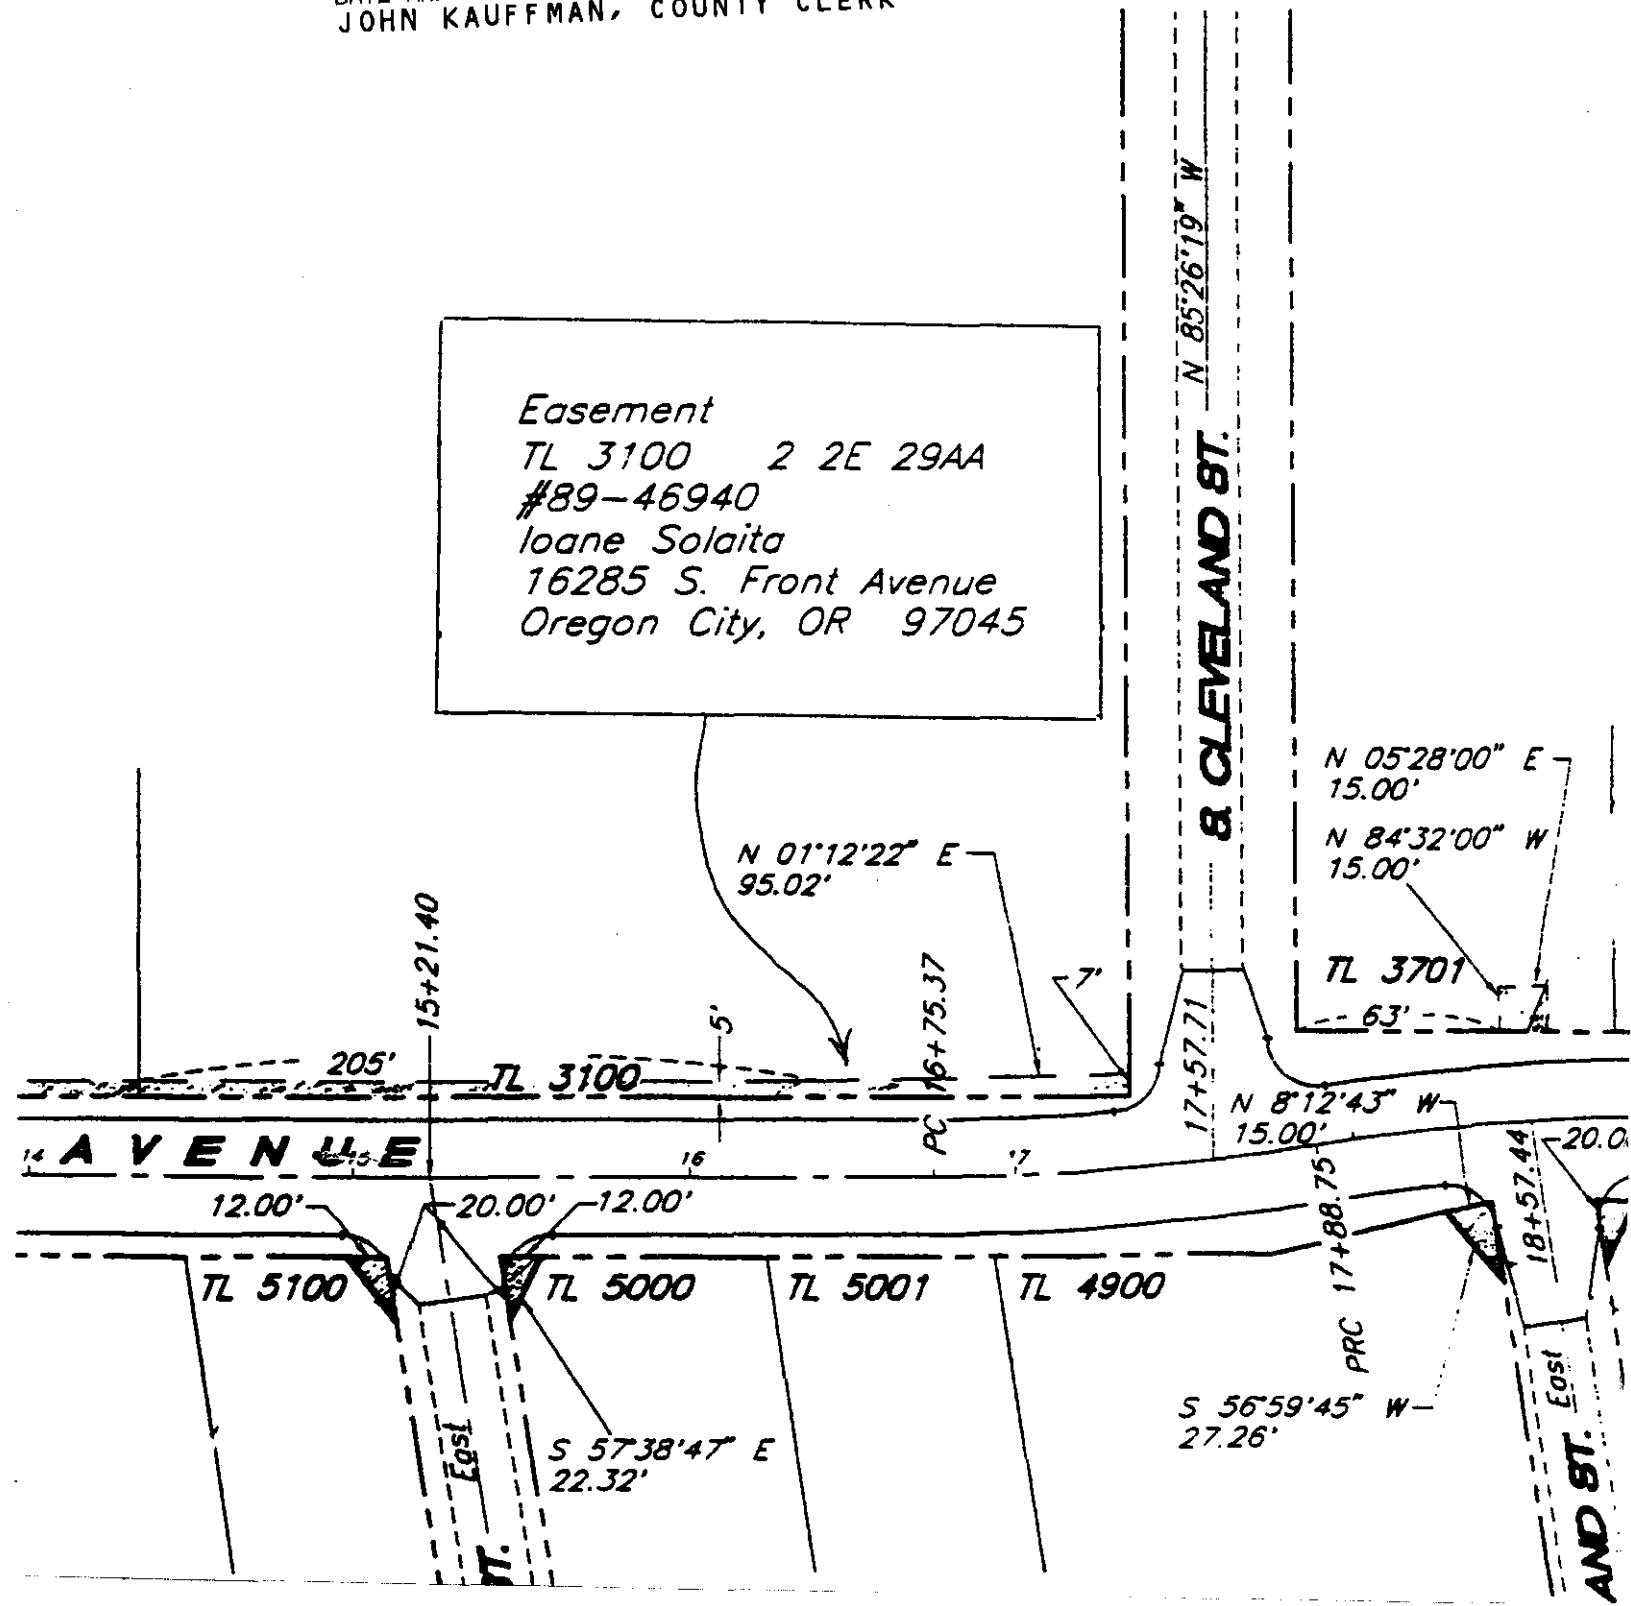 JOHN KAUFFMAN, COUNTY CLERK
N 85°26'19" W
S. CLEVELAND ST.
Easement
TL 3100 2 2E 29AA
#89-46940
Ioane Solaita
16285 S. Front Avenue
Oregon City, OR 97045
N 05°28'00" E
15.00'
N 84°32'00" W
15.00'
N 01°12'22" E
95.02'
15+21.40
5'
PC 16+75.37
7'
17+57.71
TL 3701
63'
205'
TL 3100
AVENUE
14
15
16
17
N 8°12'43" W
15.00'
20.0
12.00'
20.00'
12.00'
PRC 17+88.75
18+57.44
TL 5100
TL 5000
TL 5001
TL 4900
S 57°38'47" E
22.32'
S 56°59'45" W
27.26'
East
ST.
East
AND ST.